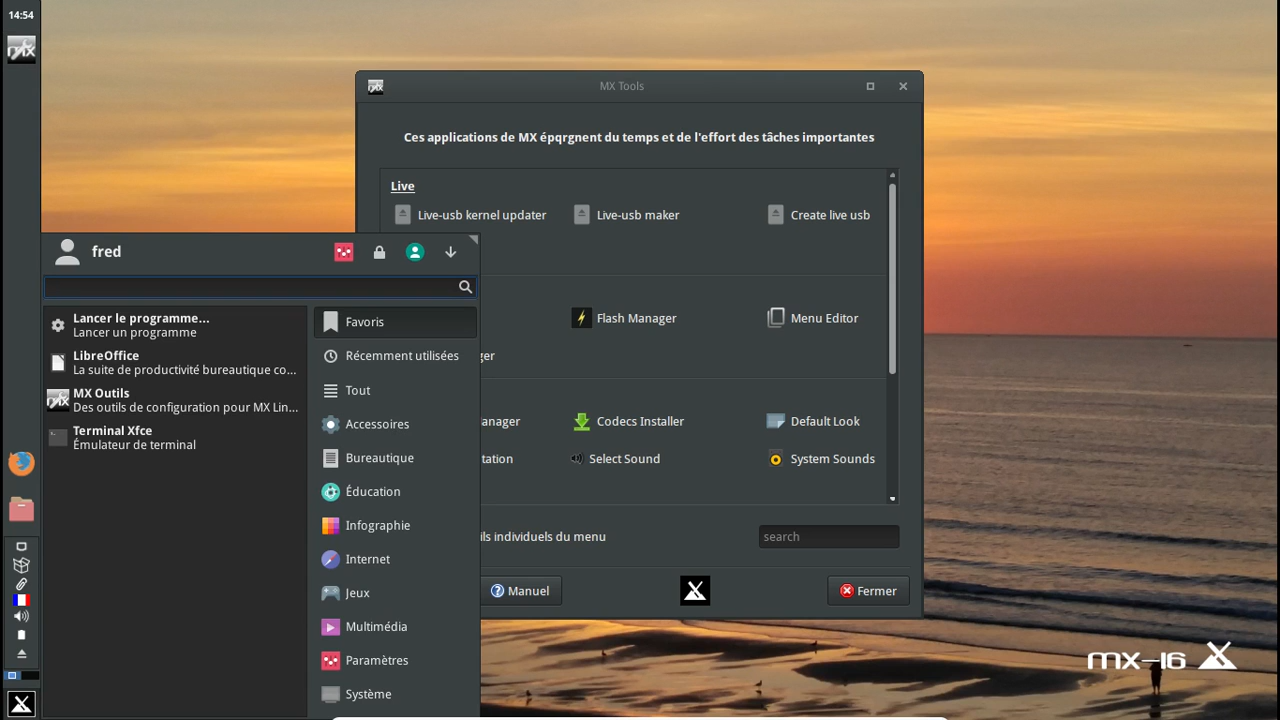 14:54
MX Tools
Ces applications de MX épqrgnent du temps et de l'effort des tâches importantes
Live
Live-usb kernel updater
Live-usb maker
Create live usb
Flash Manager
Menu Editor
ger
anager
Codecs Installer
Default Look
tation
Select Sound
System Sounds
ils individuels du menu
search
Manuel
Fermer
fred
Lancer le programme...
Lancer un programme
LibreOffice
La suite de productivité bureautique co...
MX Outils
Des outils de configuration pour MX Lin...
Terminal Xfce
Émulateur de terminal
Favoris
Récemment utilisées
Tout
Accessoires
Bureautique
Éducation
Infographie
Internet
Jeux
Multimédia
Paramètres
Système
mx-16